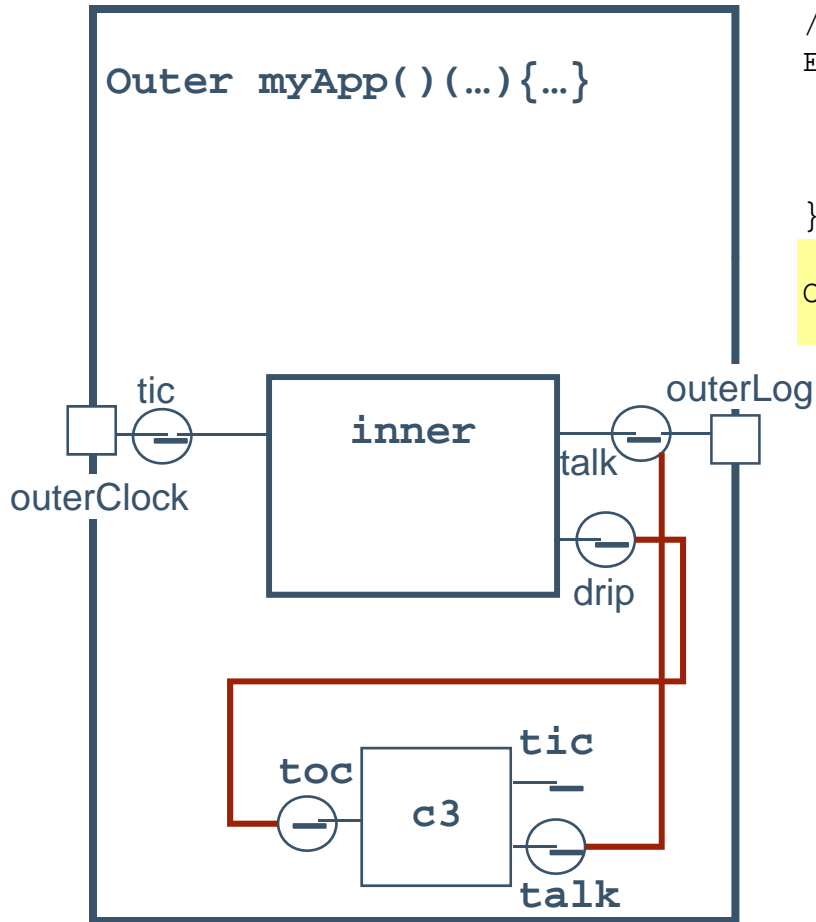 Outer myApp()(…){…}
/
E
}
C
tic
outerLog
inner
talk
outerClock
drip
tic
toc
c3
talk